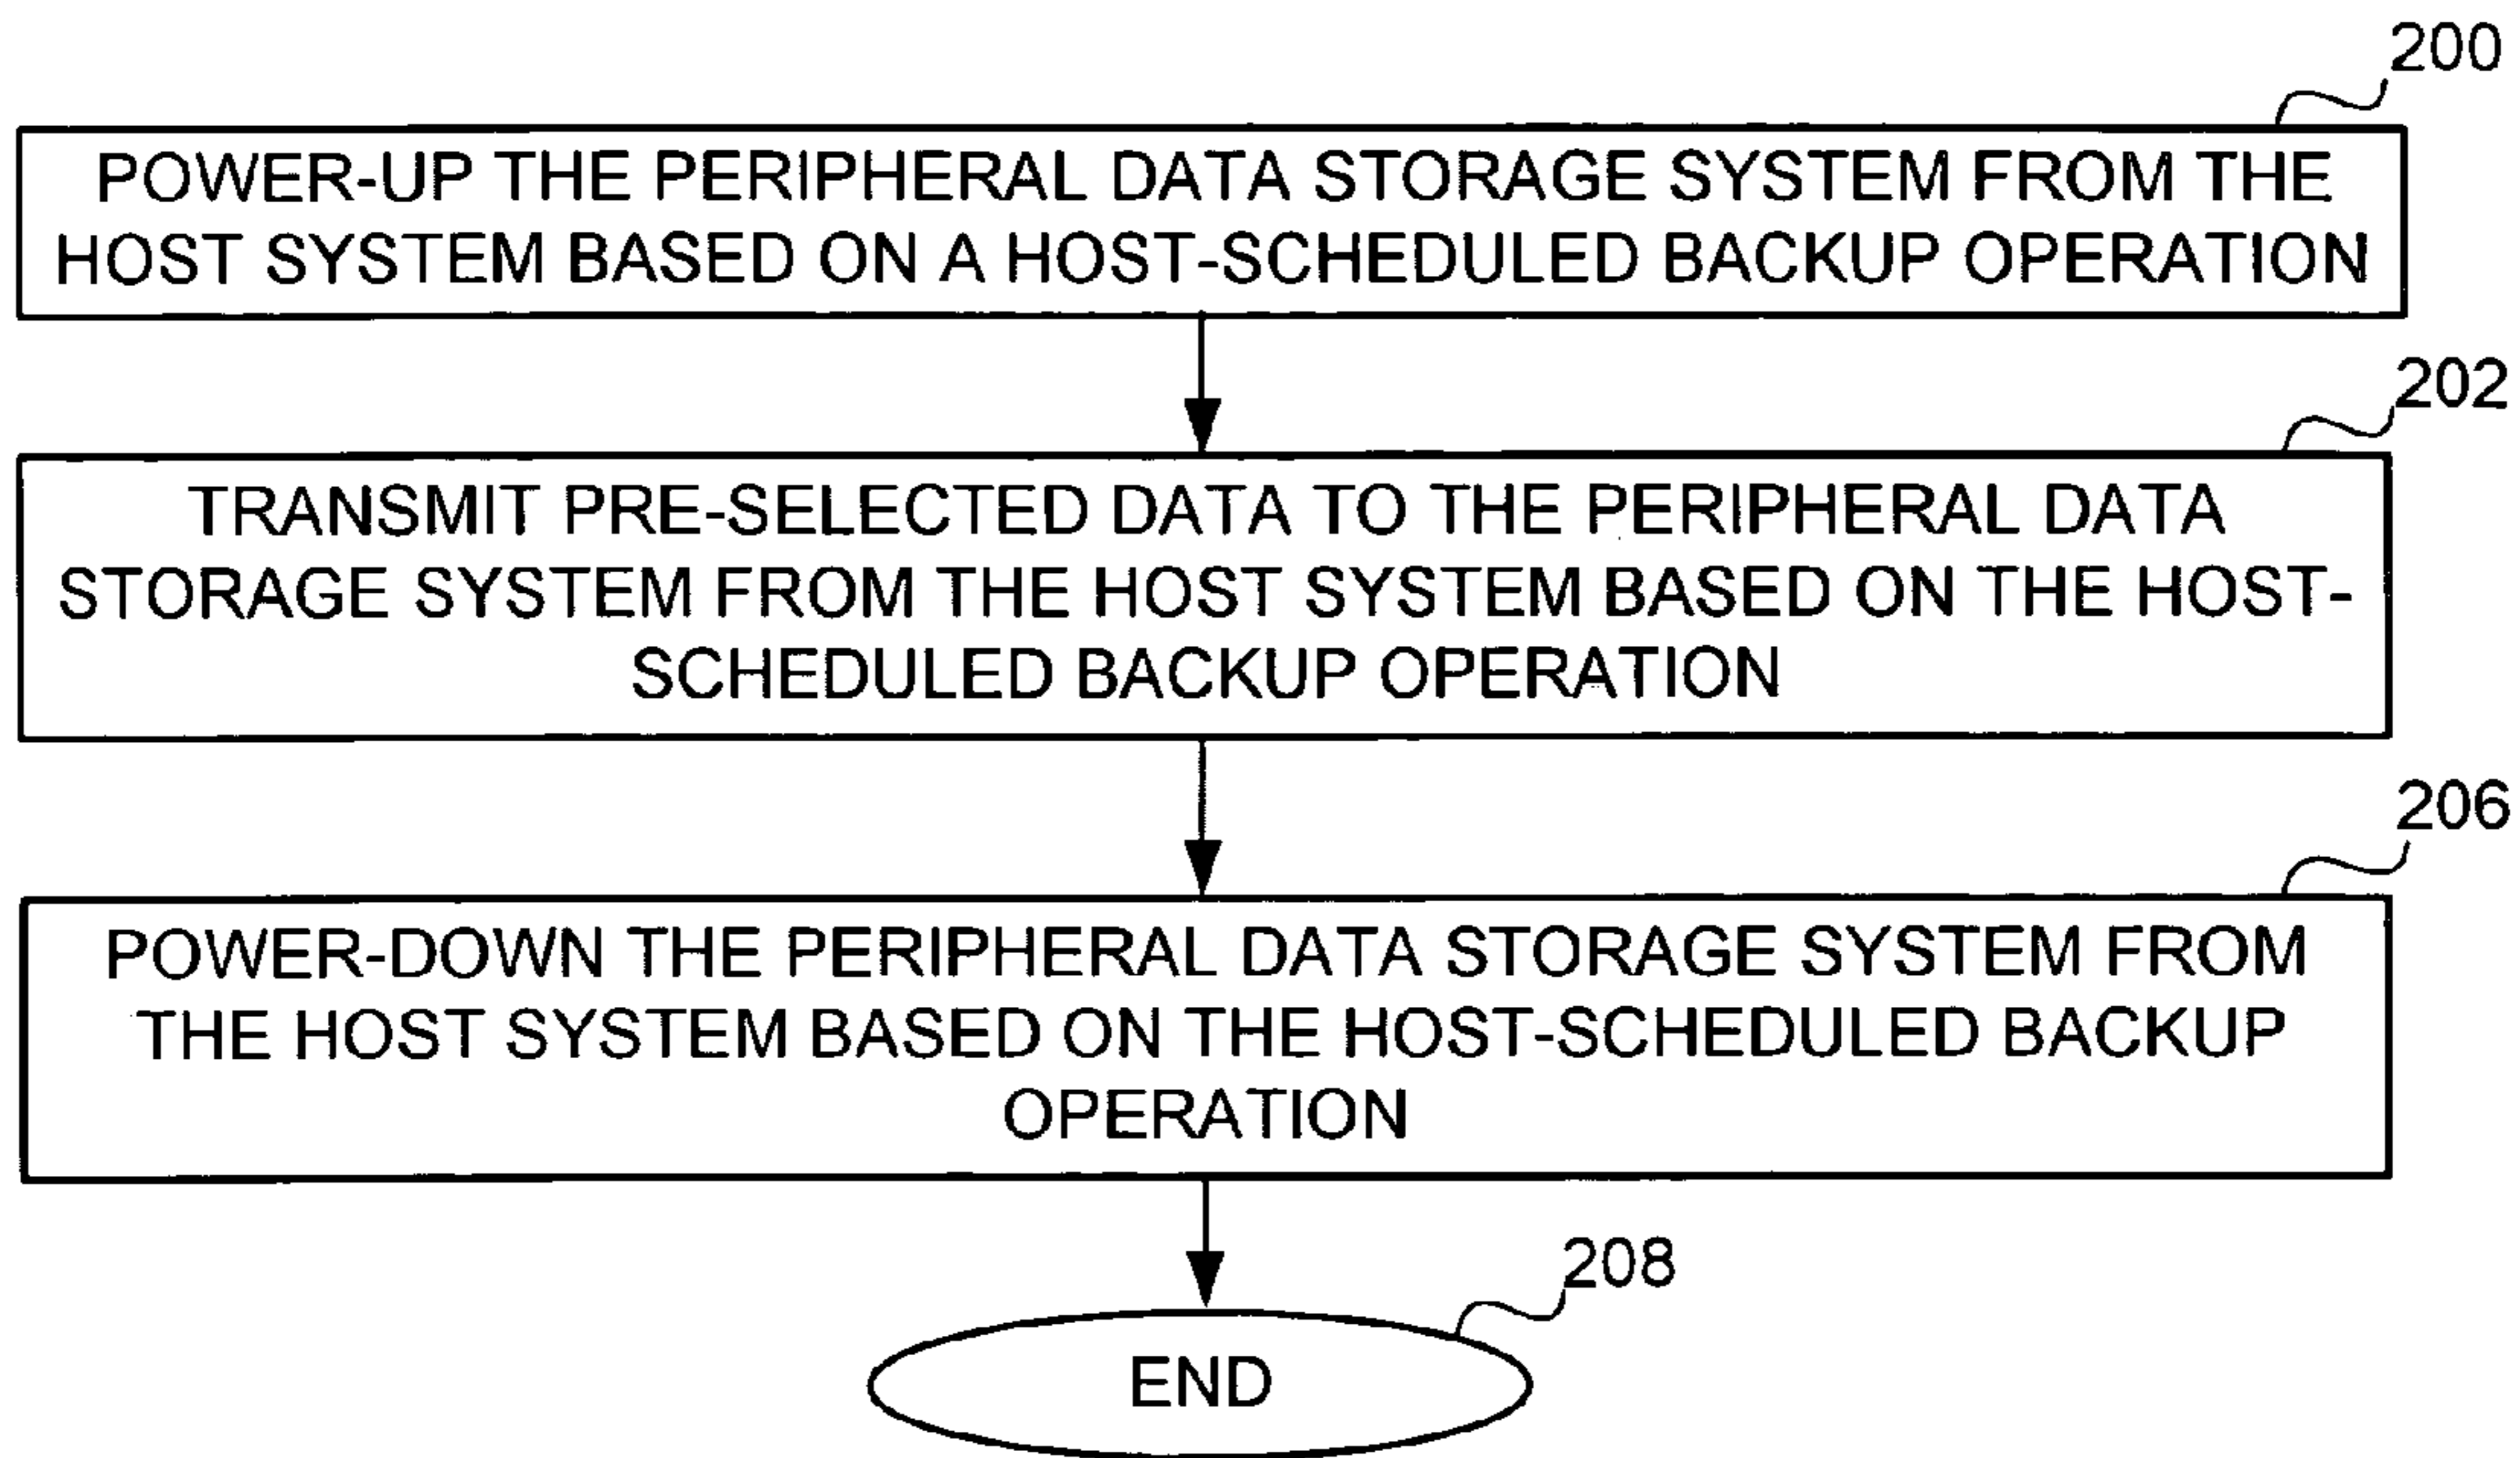 200
POWER-UP THE PERIPHERAL DATA STORAGE SYSTEM FROM THE
HOST SYSTEM BASED ON A HOST-SCHEDULED BACKUP OPERATION
202
TRANSMIT PRE-SELECTED DATA TO THE PERIPHERAL DATA
STORAGE SYSTEM FROM THE HOST SYSTEM BASED ON THE HOST-
SCHEDULED BACKUP OPERATION
206
POWER-DOWN THE PERIPHERAL DATA STORAGE SYSTEM FROM
THE HOST SYSTEM BASED ON THE HOST-SCHEDULED BACKUP
OPERATION
208
END